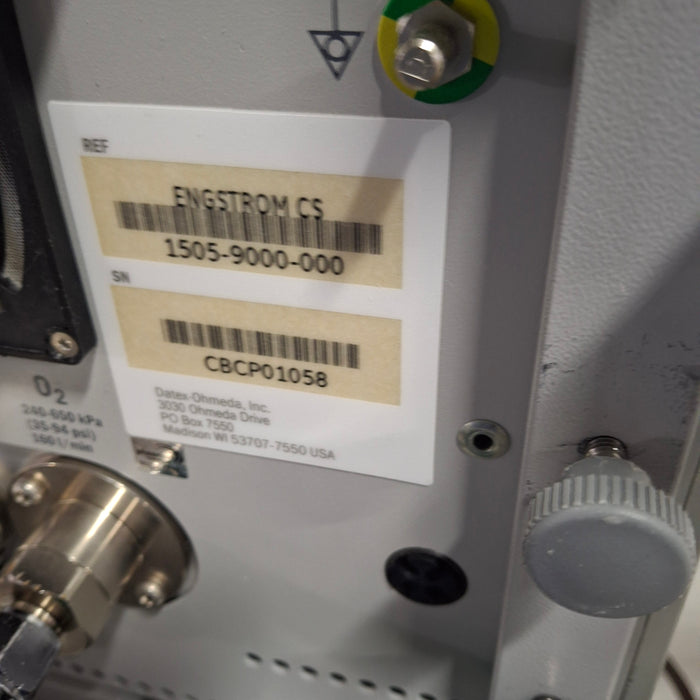 REF
ENGSTROM CS
1505-9000-000
SN
CBCP01058
Datex-Ohmeda, Inc.
3030 Ohmeda Drive
PO Box 7550
Madison WI 53707-7550 USA
O2
240-650 kPa
(35-94 psi)
160 l/min